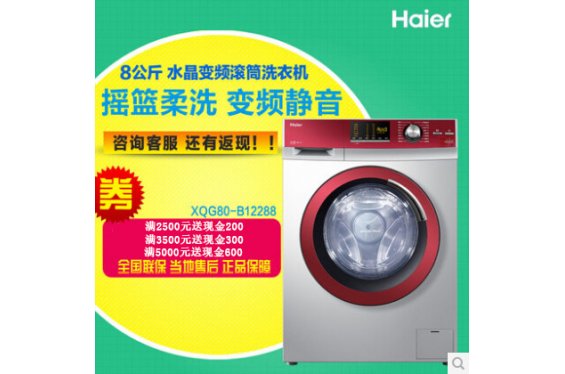 Haier
8公斤 水晶变频滚筒洗衣机
摇篮柔洗 变频静音
咨询客服 还有返现！！
券
XQG80-B12288
满2500元送现金200
满3500元送现金300
满5000元送现金600
全国联保 当地售后 正品保障
Haier